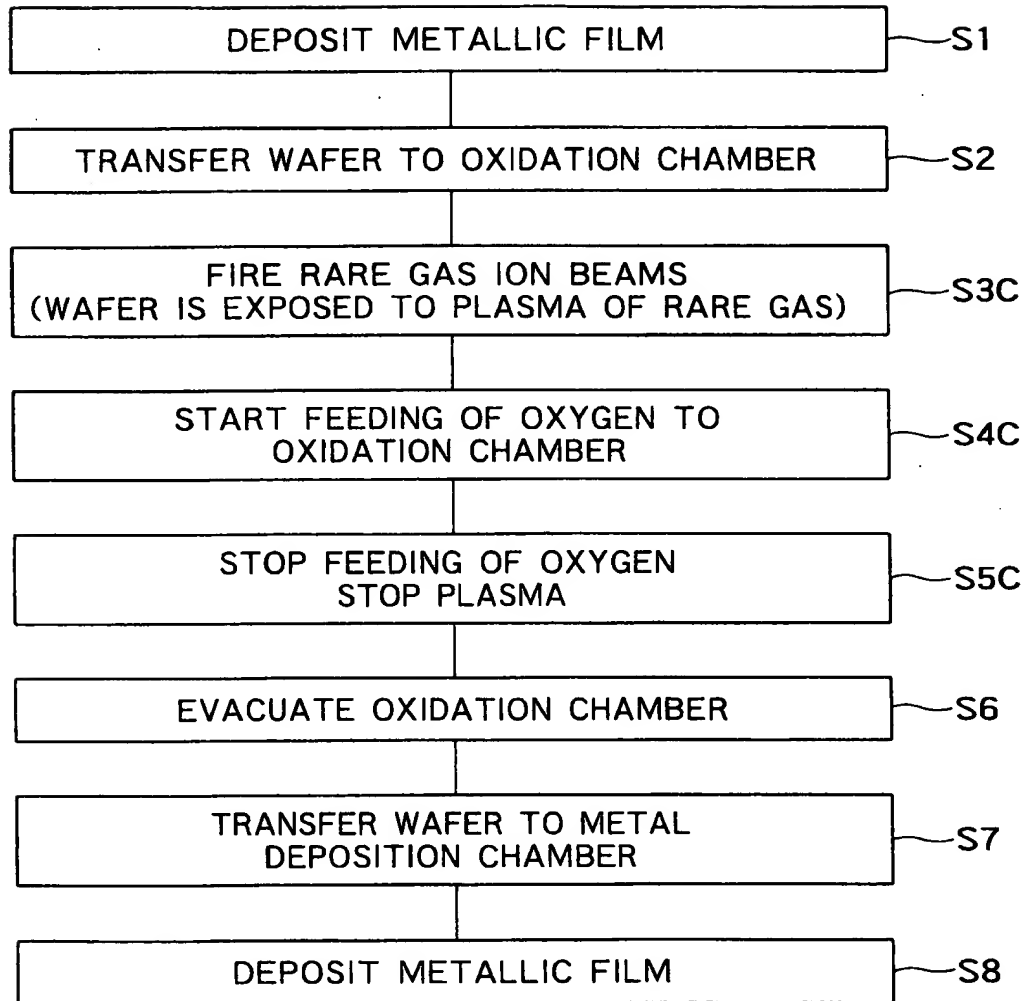 DEPOSIT METALLIC FILM S1
TRANSFER WAFER TO OXIDATION CHAMBER S2
FIRE RARE GAS ION BEAMS
(WAFER IS EXPOSED TO PLASMA OF RARE GAS) S3C
START FEEDING OF OXYGEN TO
OXIDATION CHAMBER S4C
STOP FEEDING OF OXYGEN
STOP PLASMA S5C
EVACUATE OXIDATION CHAMBER S6
TRANSFER WAFER TO METAL
DEPOSITION CHAMBER S7
DEPOSIT METALLIC FILM S8